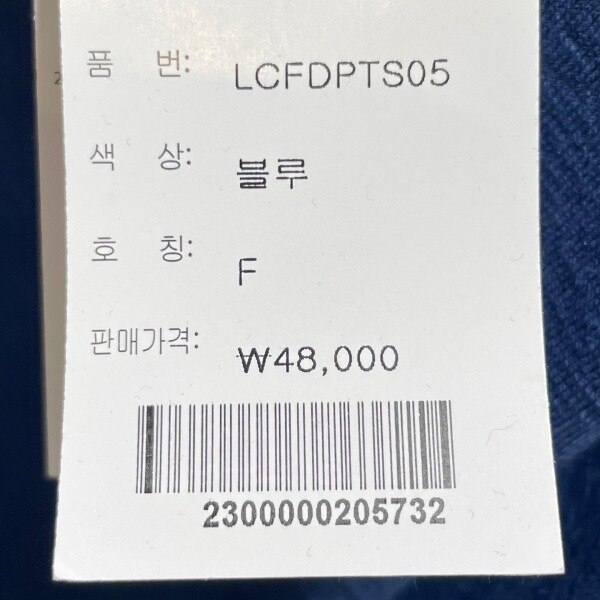 품 번: LCFDPTS05
색 상: 블루
호 칭: F
판매가격: ₩48,000
2300000205732